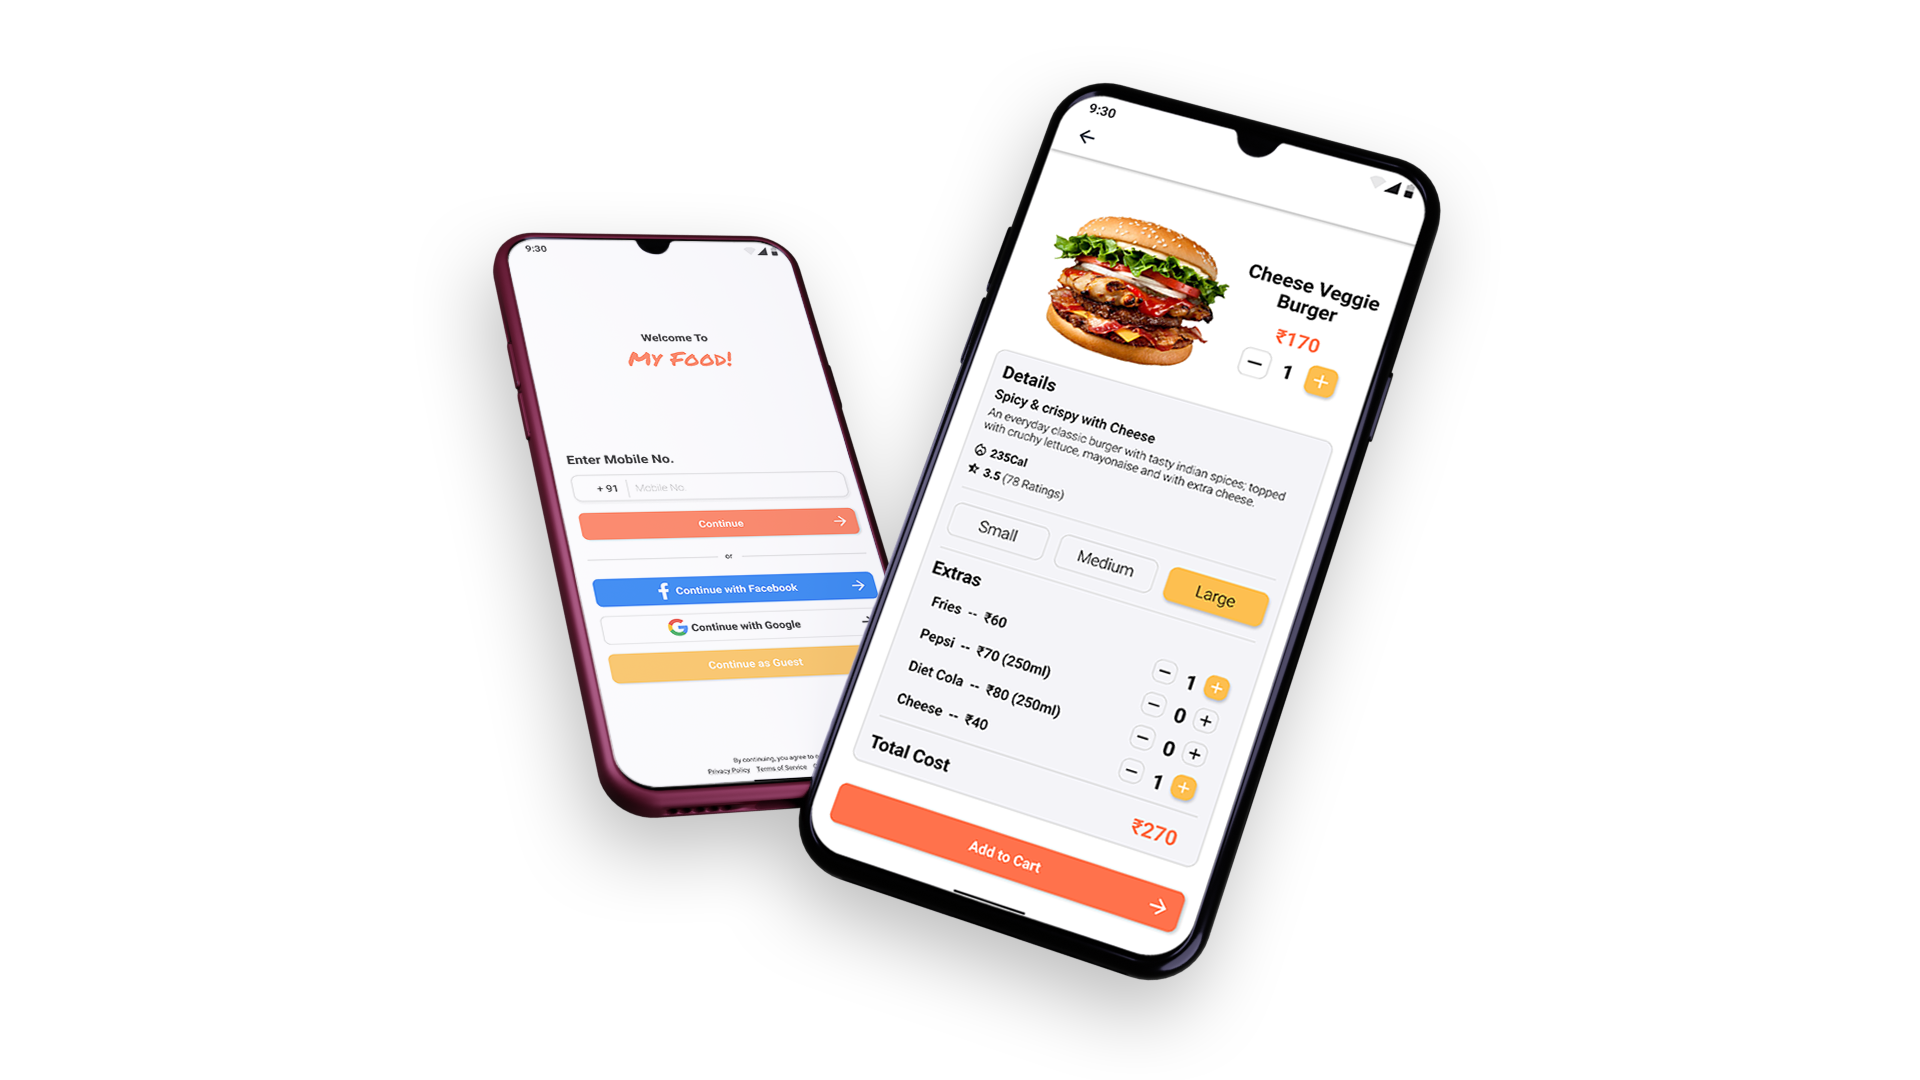 9:30
Welcome To
My Food!
Enter Mobile No.
+ 91 Mobile No.
Continue
or
Continue with Facebook
Continue with Google
Continue as Guest
By continuing, you agree to
Privacy Policy Terms of Service
9:30
Cheese Veggie
Burger
₹170
1
Details
Spicy & crispy with Cheese
An everyday classic burger with tasty indian spices; topped
with cruchy lettuce, mayonaise and with extra cheese.
235Cal
3.5 (78 Ratings)
Small Medium Large
Extras
Fries -- ₹60 1
Pepsi -- ₹70 (250ml) 0
Diet Cola -- ₹80 (250ml) 0
Cheese -- ₹40 1
Total Cost
₹270
Add to Cart